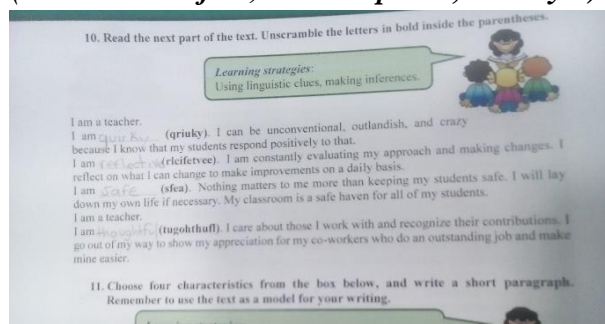 10. Read the next part of the text. Unscramble the letters in bold inside the parentheses.
Learning strategies:
Using linguistic clues, making inferences.
I am a teacher.
I am quirky (qriuky). I can be unconventional, outlandish, and crazy
because I know that my students respond positively to that.
I am reflective (rleifetvee). I am constantly evaluating my approach and making changes. I
reflect on what I can change to make improvements on a daily basis.
I am safe (sfea). Nothing matters to me more than keeping my students safe. I will lay
down my own life if necessary. My classroom is a safe haven for all of my students.
I am a teacher.
I am thoughtful (tugohthufl). I care about those I work with and recognize their contributions. I
go out of my way to show my appreciation for my co-workers who do an outstanding job and make
mine easier.
11. Choose four characteristics from the box below, and write a short paragraph.
Remember to use the text as a model for your writing.